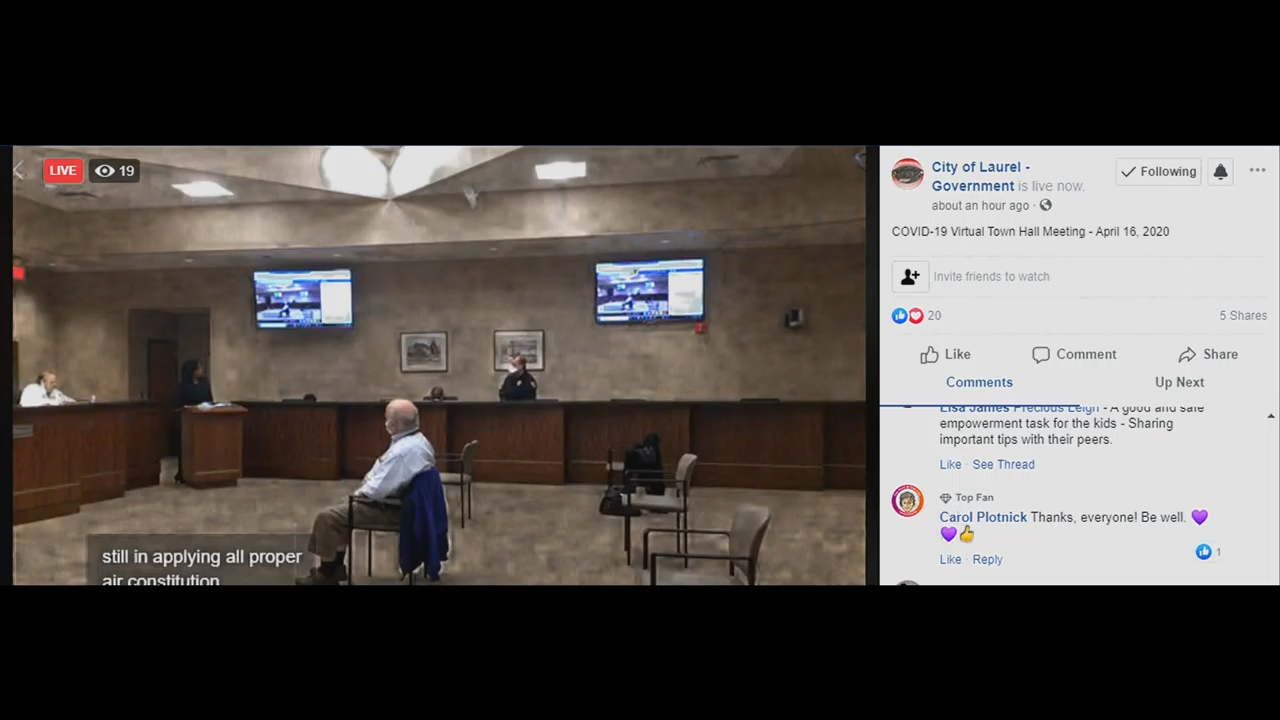 LIVE
19
City of Laurel -
Government is live now.
about an hour ago ·
Following
COVID-19 Virtual Town Hall Meeting - April 16, 2020
Invite friends to watch
20
5 Shares
Like
Comment
Share
Comments
Up Next
Lisa James Precious Leigh - A good and safe
empowerment task for the kids - Sharing
important tips with their peers.
Like · See Thread
Top Fan
Carol Plotnick Thanks, everyone! Be well. 💜
💜👍
1
Like · Reply
still in applying all proper
air constitution